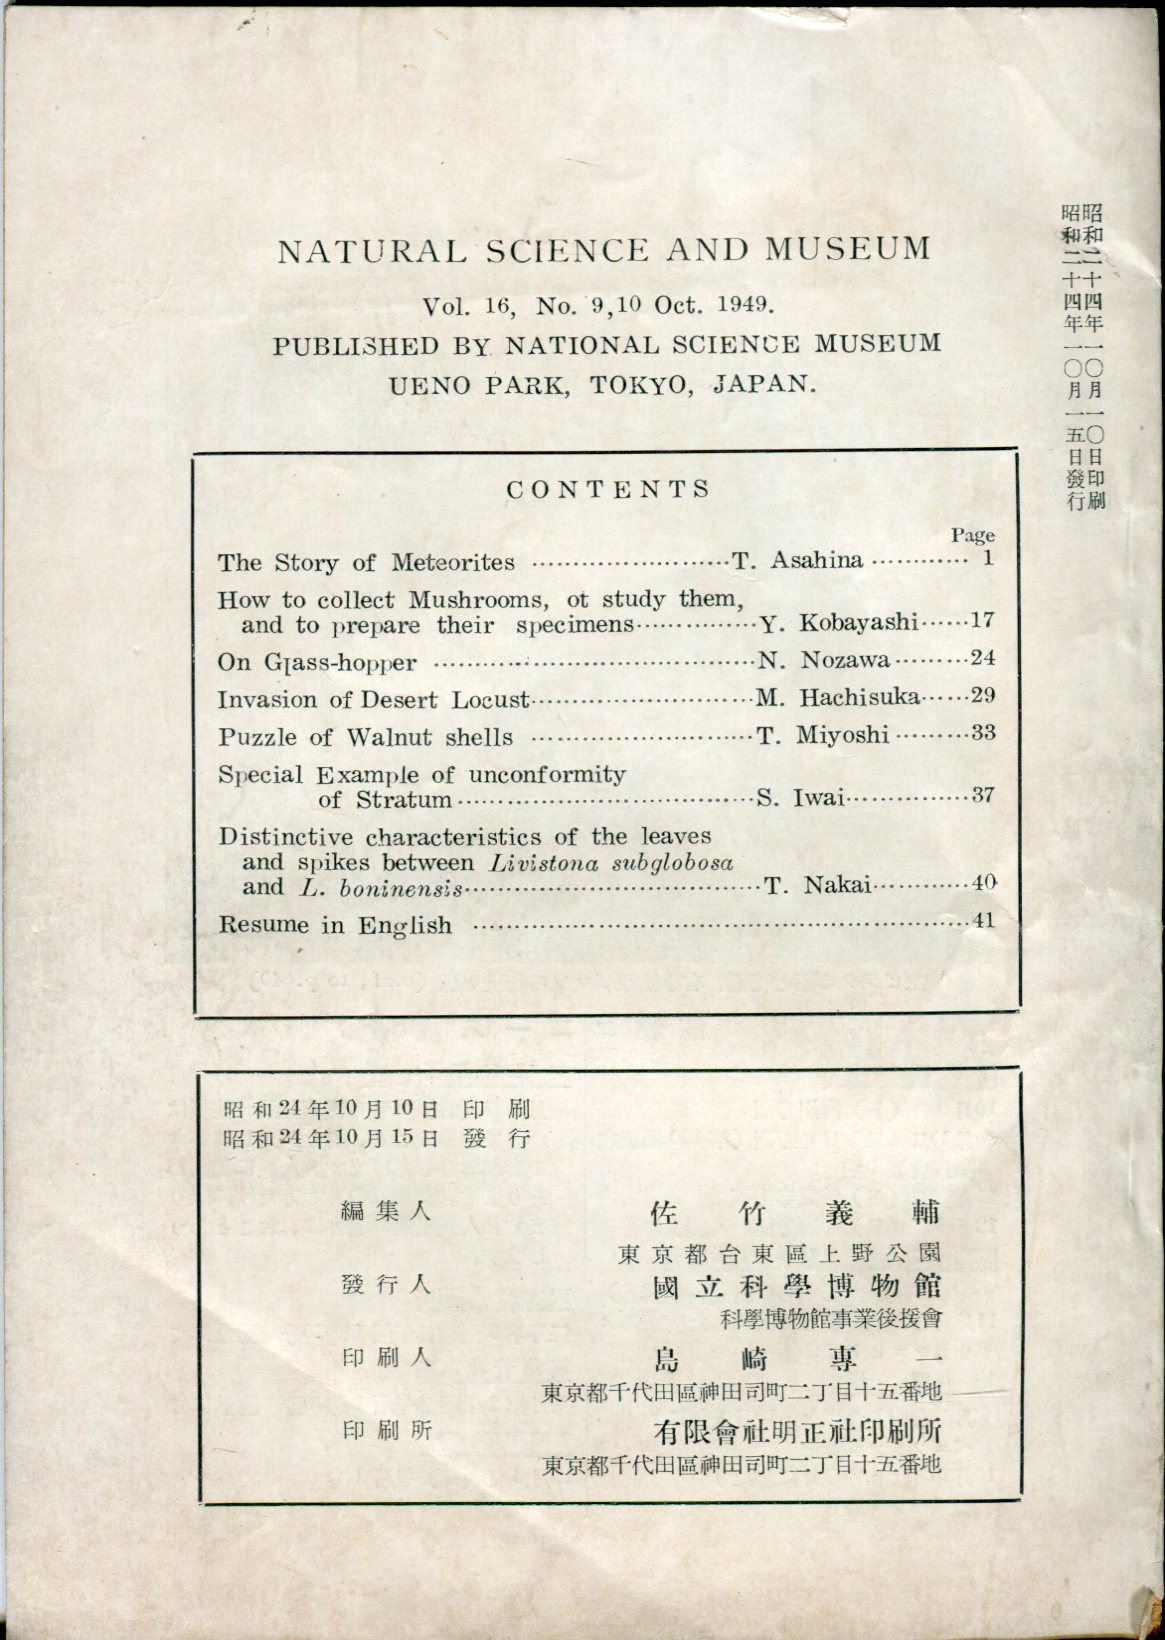 NATURAL SCIENCE AND MUSEUM
Vol. 16, No. 9,10 Oct. 1949.
PUBLISHED BY NATIONAL SCIENCE MUSEUM
UENO PARK, TOKYO, JAPAN.
昭和二十四年一〇月一〇日印刷
昭和二十四年一〇月一五日發行
CONTENTS
Page
The Story of Meteorites ························T. Asahina ············ 1
How to collect Mushrooms, ot study them,
and to prepare their specimens···············Y. Kobayashi······17
On Grass-hopper ········································N. Nozawa·········24
Invasion of Desert Locust···························M. Hachisuka······29
Puzzle of Walnut shells ···························T. Miyoshi·········33
Special Example of unconformity
of Stratum·····································S. Iwai···············37
Distinctive characteristics of the leaves
and spikes between Livistona subglobosa
and L. boninensis·····································T. Nakai············40
Resume in English ······························································41
昭和24年10月10日 印刷
昭和24年10月15日 發行
編集人 佐竹義輔
東京都台東區上野公園
發行人 國立科學博物館
科學博物館事業後援會
印刷人 島崎專一
東京都千代田區神田司町二丁目十五番地
印刷所 有限會社明正社印刷所
東京都千代田區神田司町二丁目十五番地